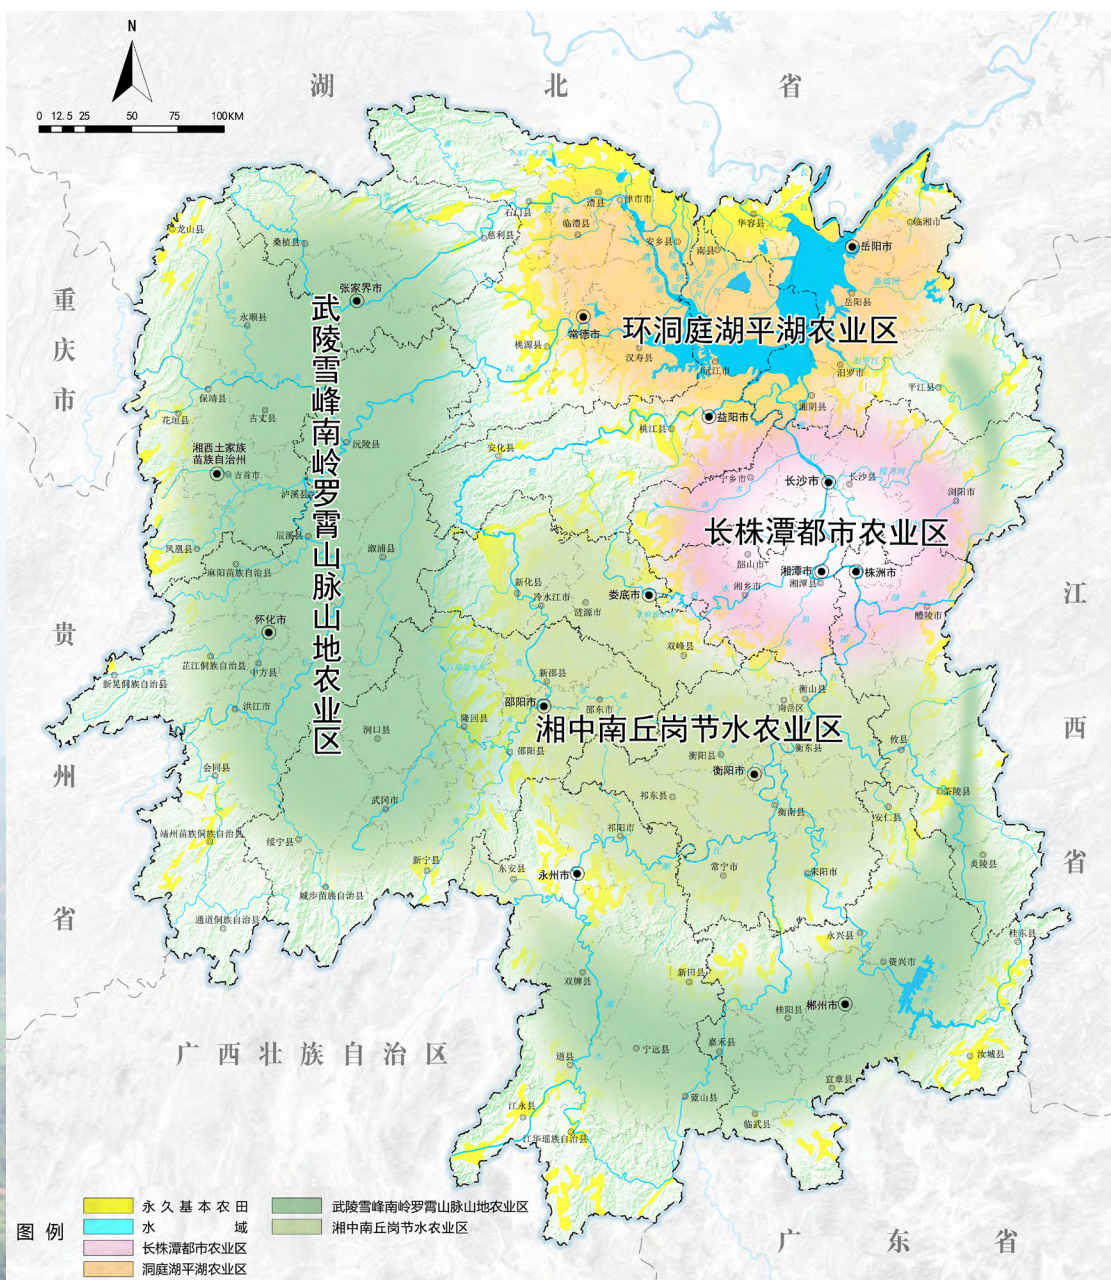 N
0 12.5 25 50 75 100KM
湖北省
重庆市
贵州省
江西省
广西壮族自治区
广东省
武陵雪峰南岭罗霄山脉山地农业区
环洞庭湖平湖农业区
长株潭都市农业区
湘中南丘岗节水农业区
石门县
澧县
津市市
临澧县
慈利县
龙山县
桑植县
张家界市
永顺县
安乡县
南县
华容县
临湘市
岳阳市
岳阳县
常德市
桃源县
汉寿县
沅江市
汨罗市
汨罗江
平江县
湘阴县
益阳市
桃江县
保靖县
花垣县
古丈县
沅陵县
安化县
湘西土家族
苗族自治州
吉首市
泸溪县
宁乡市
长沙市
长沙县
浏阳市
凤凰县
辰溪县
溆浦县
麻阳苗族自治县
韶山市
湘潭市
湘潭县
株洲市
湘乡市
醴陵市
新化县
冷水江市
涟源市
娄底市
双峰县
怀化市
芷江侗族自治县
中方县
新晃侗族自治县
洪江市
洞口县
隆回县
新邵县
邵阳市
邵东市
邵阳县
衡山县
南岳区
衡东县
衡阳县
衡阳市
衡南县
攸县
茶陵县
安仁县
炎陵县
会同县
武冈市
绥宁县
靖州苗族侗族自治县
新宁县
城步苗族自治县
通道侗族自治县
祁东县
祁阳市
东安县
永州市
常宁市
耒阳市
永兴县
资兴市
桂东县
双牌县
新田县
桂阳县
郴州市
汝城县
道县
宁远县
嘉禾县
宜章县
江永县
蓝山县
临武县
江华瑶族自治县
图例
永久基本农田
水域
长株潭都市农业区
洞庭湖平湖农业区
武陵雪峰南岭罗霄山脉山地农业区
湘中南丘岗节水农业区